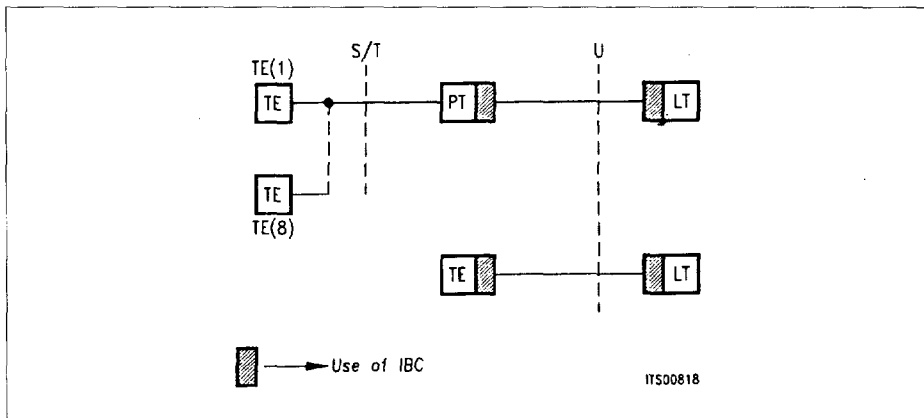 S/T
U
TE(1)
TE
PT
LT
TE
TE(8)
TE
LT
Use of IBC
ITS00818